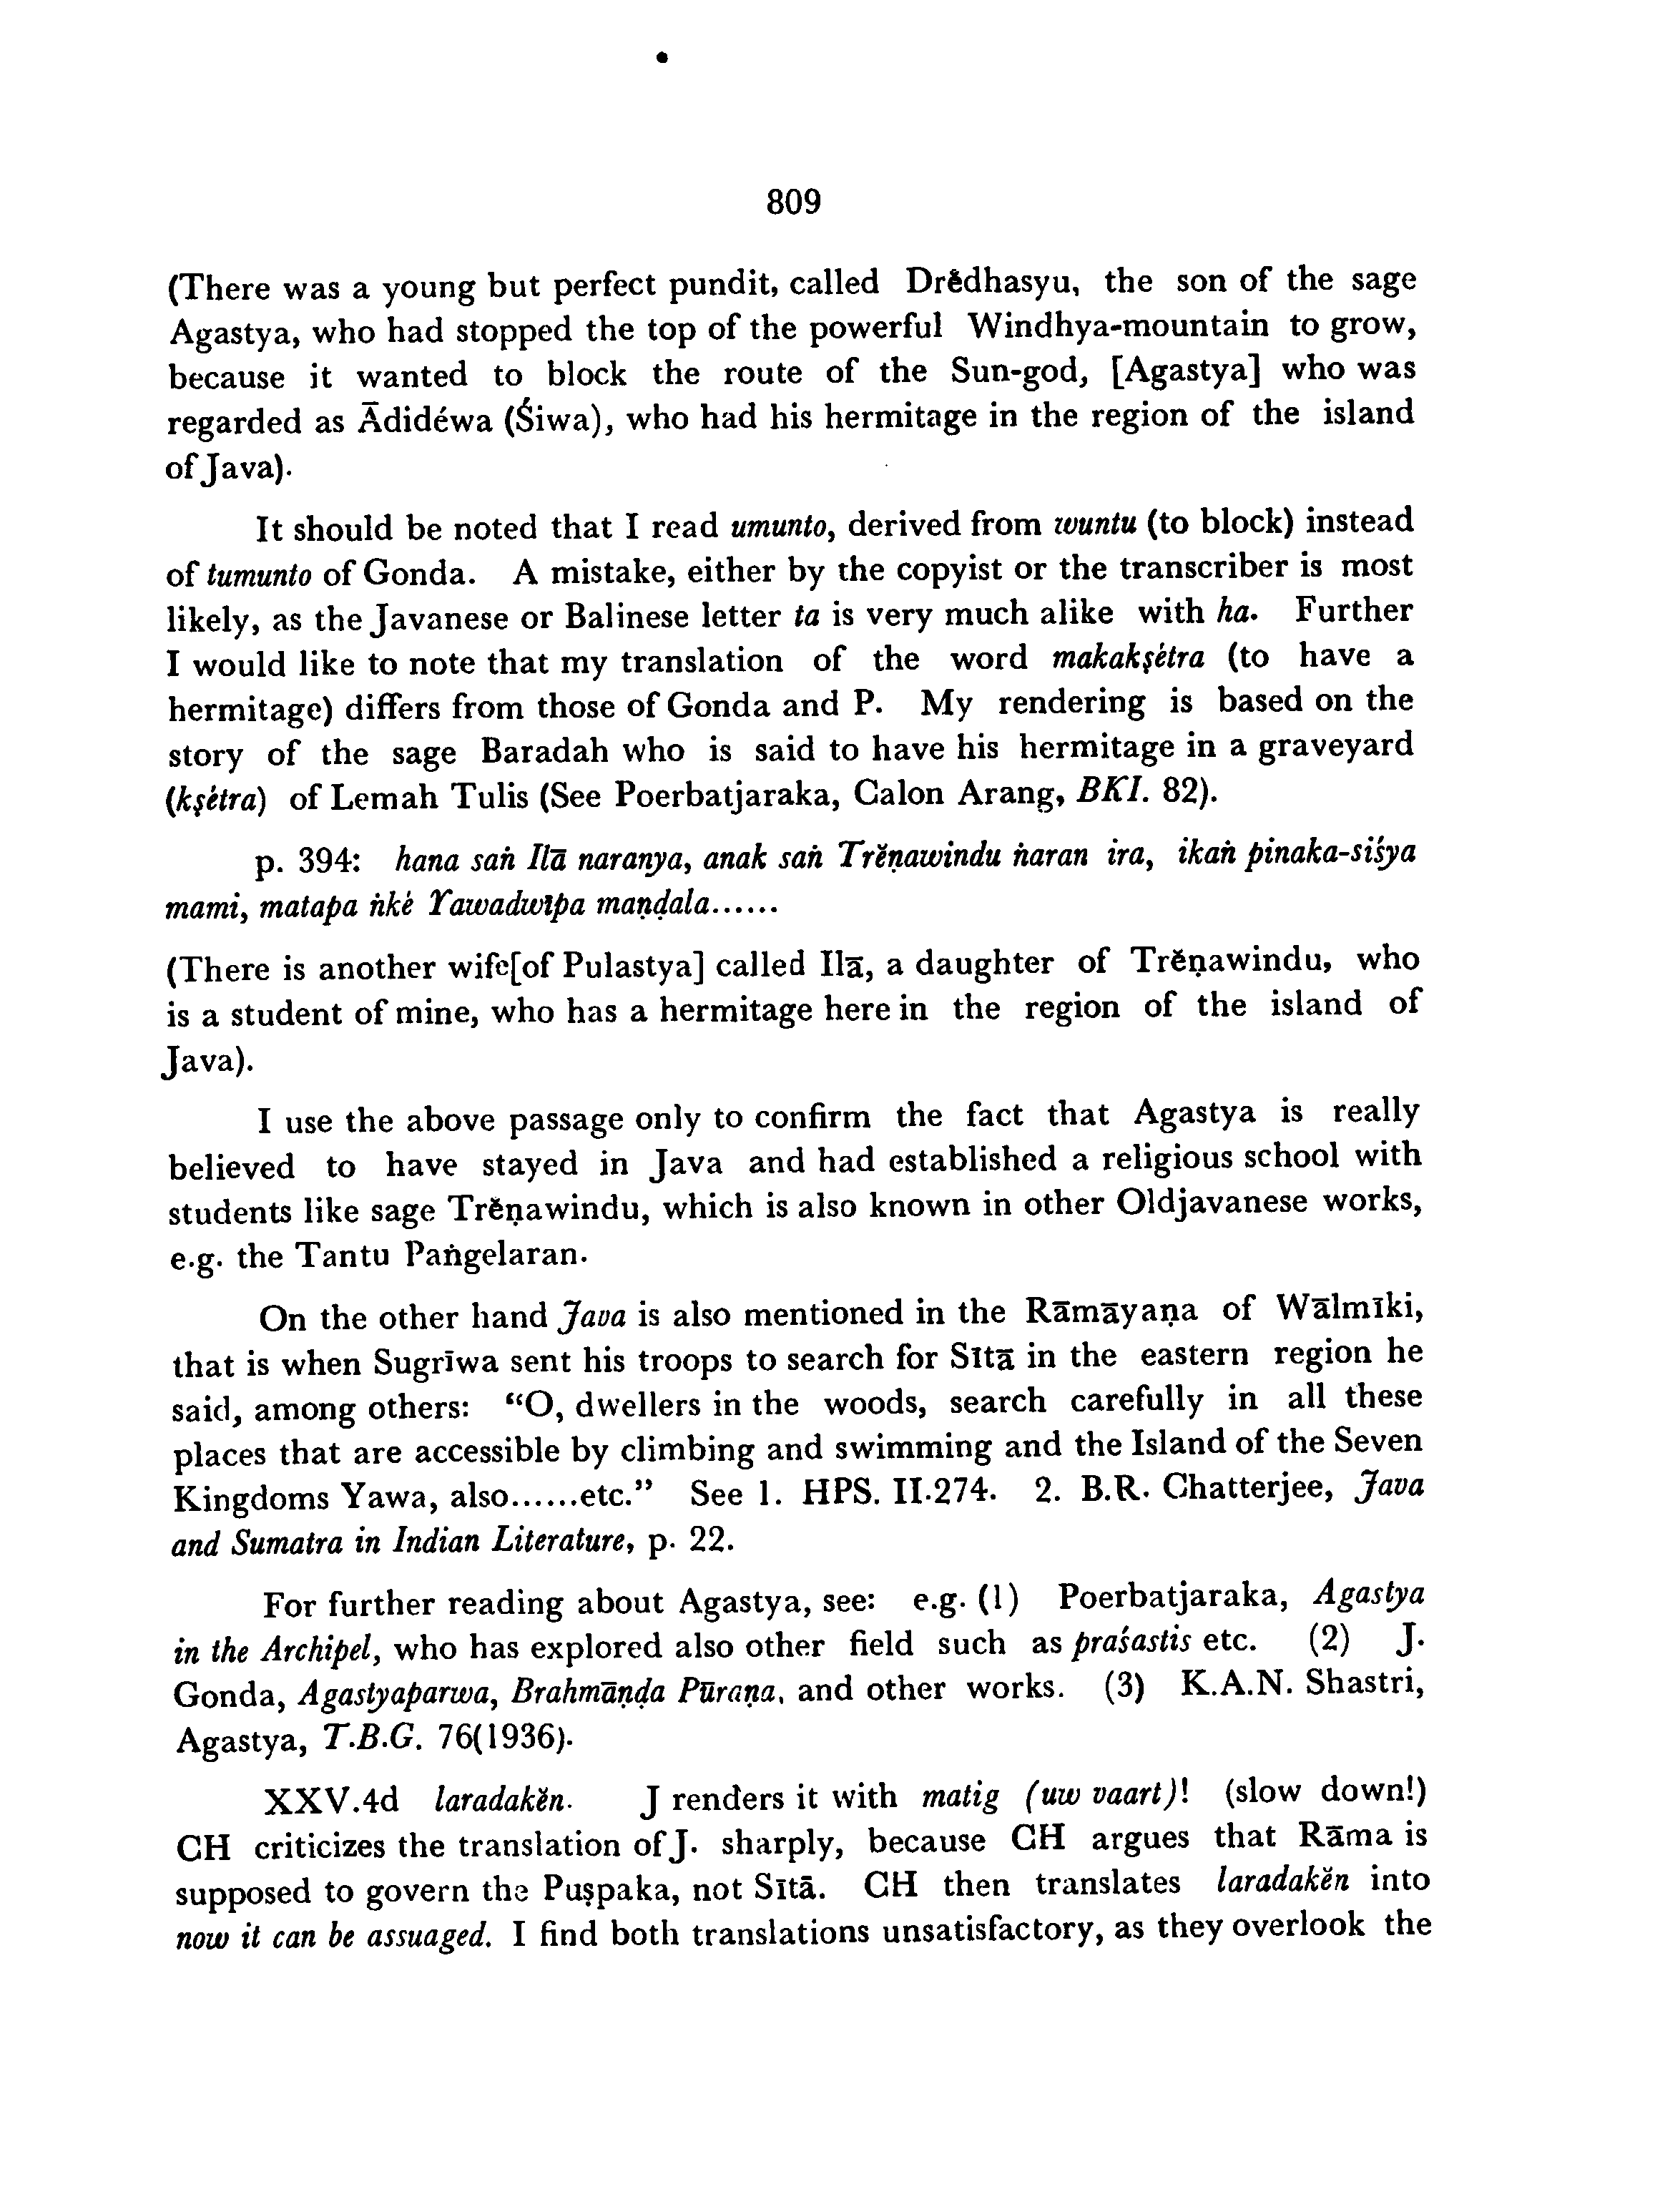 809
(There was a young but perfect pundit, called Drĕdhasyu, the son of the sage
Agastya, who had stopped the top of the powerful Windhya-mountain to grow,
because it wanted to block the route of the Sun-god, [Agastya] who was
regarded as Ādidéwa (Śiwa), who had his hermitage in the region of the island
of Java).
It should be noted that I read umunto, derived from wuntu (to block) instead
of tumunto of Gonda. A mistake, either by the copyist or the transcriber is most
likely, as the Javanese or Balinese letter ta is very much alike with ha. Further
I would like to note that my translation of the word makakṣétra (to have a
hermitage) differs from those of Gonda and P. My rendering is based on the
story of the sage Baradah who is said to have his hermitage in a graveyard
(kṣétra) of Lemah Tulis (See Poerbatjaraka, Calon Arang, BKI. 82).
p. 394: hana saṅ Ilā naranya, anak saṅ Trĕṇawindu ṅaran ira, ikaṅ pinaka-siśya
mami, matapa ṅké Yawadwīpa maṇḍala......
(There is another wife[of Pulastya] called Ilā, a daughter of Trĕṇawindu, who
is a student of mine, who has a hermitage here in the region of the island of
Java).
I use the above passage only to confirm the fact that Agastya is really
believed to have stayed in Java and had established a religious school with
students like sage Trĕṇawindu, which is also known in other Oldjavanese works,
e.g. the Tantu Paṅgelaran.
On the other hand Java is also mentioned in the Rāmāyaṇa of Wālmīki,
that is when Sugrīwa sent his troops to search for Sītā in the eastern region he
said, among others: “O, dwellers in the woods, search carefully in all these
places that are accessible by climbing and swimming and the Island of the Seven
Kingdoms Yawa, also......etc.” See 1. HPS. II.274. 2. B.R. Chatterjee, Java
and Sumatra in Indian Literature, p. 22.
For further reading about Agastya, see: e.g. (1) Poerbatjaraka, Agastya
in the Archipel, who has explored also other field such as praśastis etc. (2) J.
Gonda, Agastyaparwa, Brahmāṇḍa Pūraṇa, and other works. (3) K.A.N. Shastri,
Agastya, T.B.G. 76(1936).
XXV.4d laradakĕn. J renders it with matig (uw vaart)! (slow down!)
CH criticizes the translation of J. sharply, because CH argues that Rāma is
supposed to govern the Puṣpaka, not Sītā. CH then translates laradakĕn into
now it can be assuaged. I find both translations unsatisfactory, as they overlook the